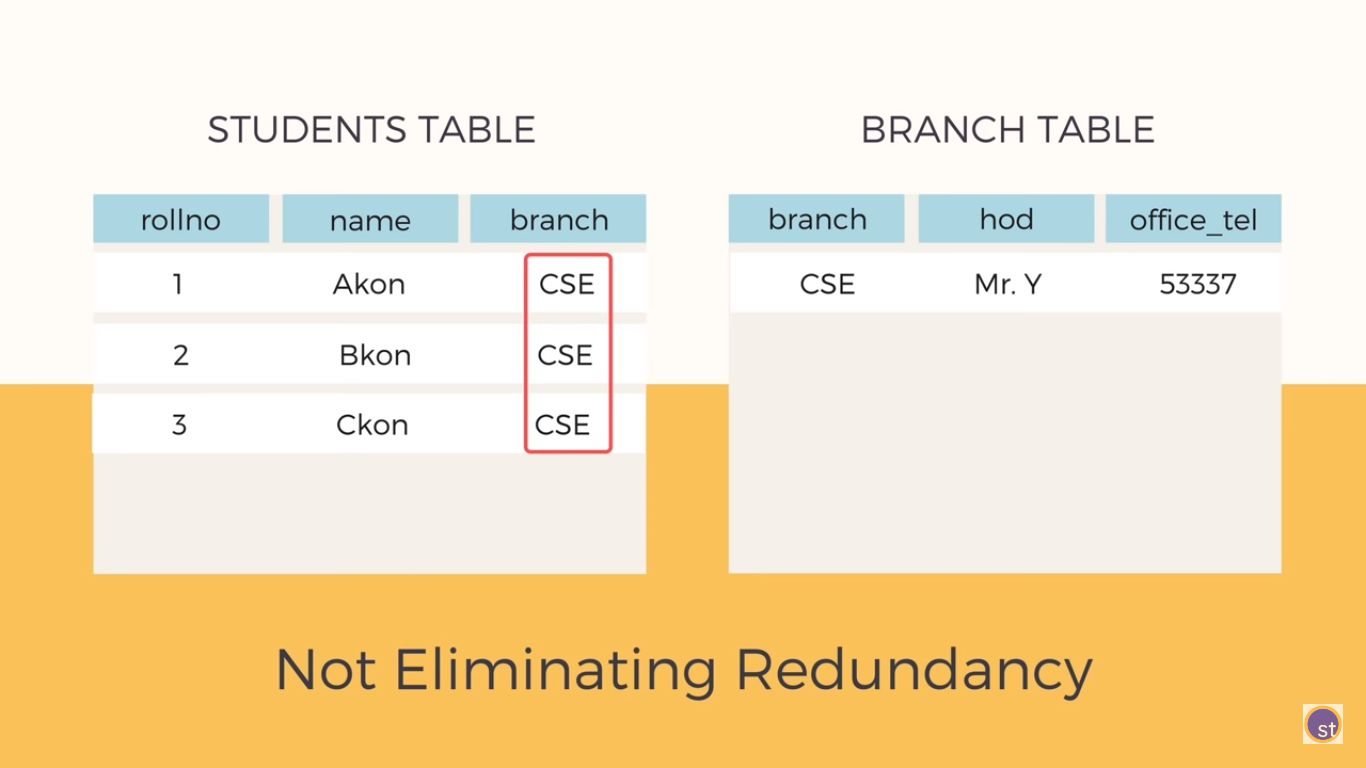 STUDENTS TABLE
rollno name branch
1 Akon CSE
2 Bkon CSE
3 Ckon CSE
BRANCH TABLE
branch hod office_tel
CSE Mr. Y 53337
Not Eliminating Redundancy
st